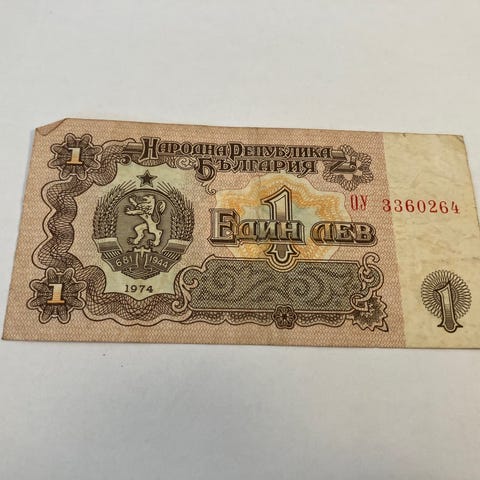 1
НАРОДНА РЕПУБЛИКА
БЪЛГАРИЯ
1
ЕДИН ЛЕВ
ОУ 3360264
681 1944
1974
1
1